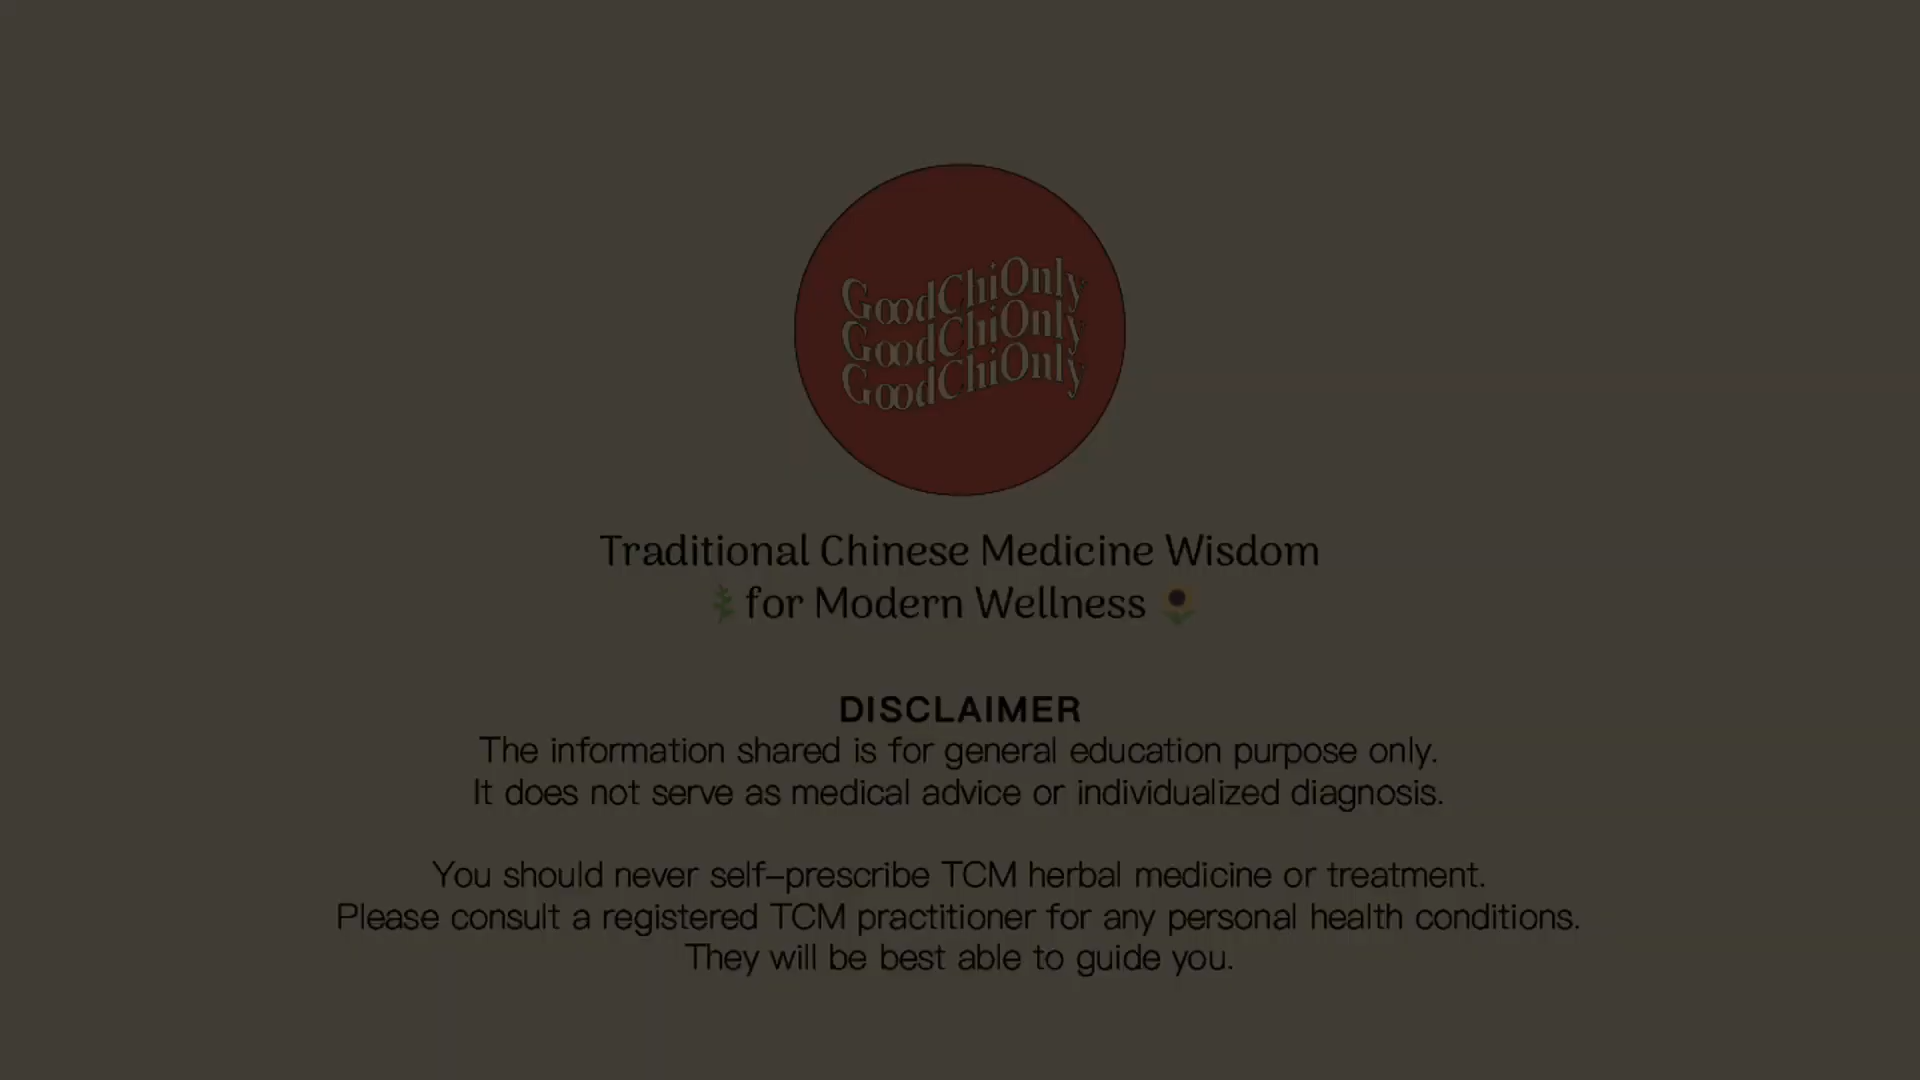 GoodChiOnly
GoodChiOnly
GoodChiOnly
Traditional Chinese Medicine Wisdom
for Modern Wellness
DISCLAIMER
The information shared is for general education purpose only.
It does not serve as medical advice or individualized diagnosis.
You should never self-prescribe TCM herbal medicine or treatment.
Please consult a registered TCM practitioner for any personal health conditions.
They will be best able to guide you.